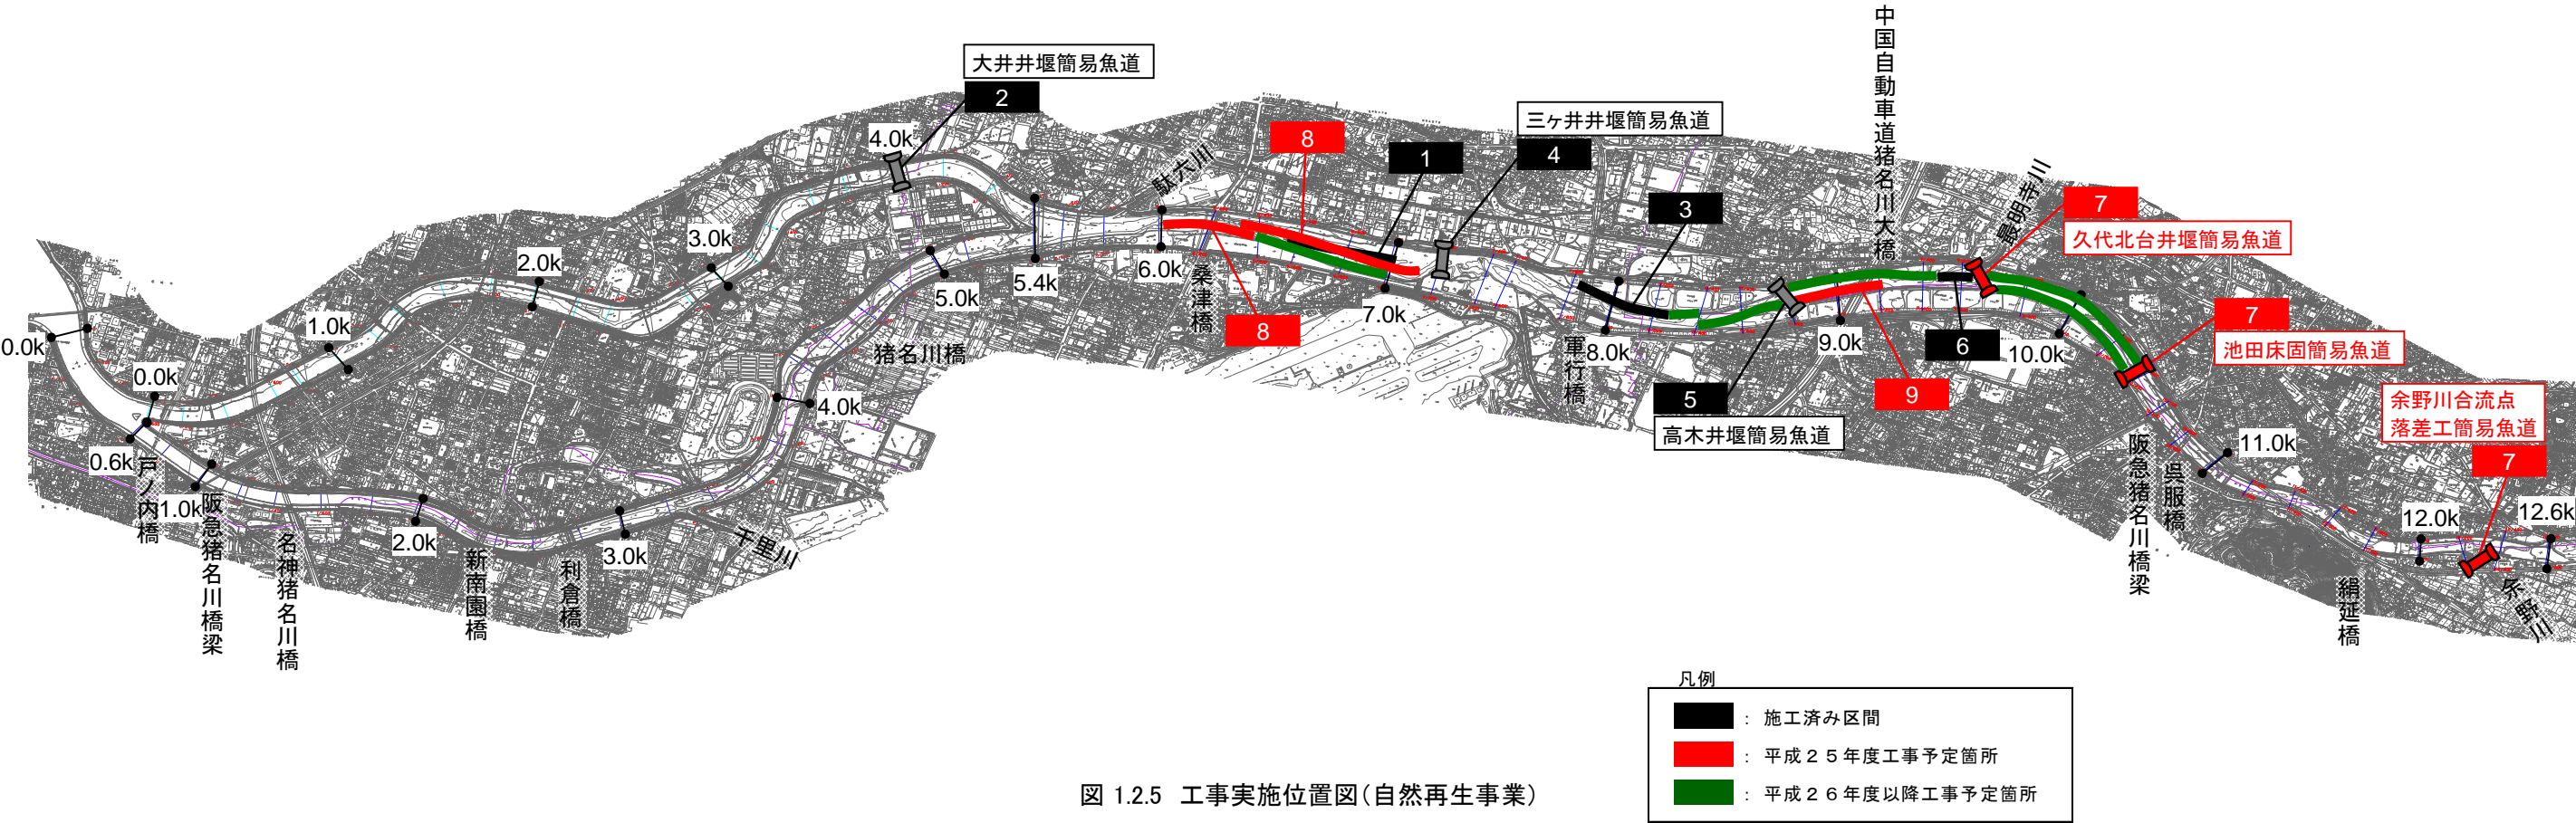 中国自動車道猪名川大橋
大井井堰簡易魚道
2
三ヶ井井堰簡易魚道
4
4.0k
8
1
駄六川
最明寺川
3
7
久代北台井堰簡易魚道
3.0k
2.0k
6.0k
桑津橋
5.0k
5.4k
7.0k
8
1.0k
0.0k
0.0k
猪名川橋
軍行橋
8.0k
9.0k
6
10.0k
7
池田床固簡易魚道
5
高木井堰簡易魚道
9
余野川合流点
落差工簡易魚道
7
4.0k
0.6k
戸ノ内橋
1.0k
阪急猪名川橋梁
名神猪名川橋
2.0k
新南園橋
利倉橋
3.0k
千里川
阪急猪名川橋梁
呉服橋
11.0k
絹延橋
12.0k
12.6k
余野川
凡例
： 施工済み区間
： 平成２５年度工事予定箇所
： 平成２６年度以降工事予定箇所
図 1.2.5 工事実施位置図（自然再生事業）